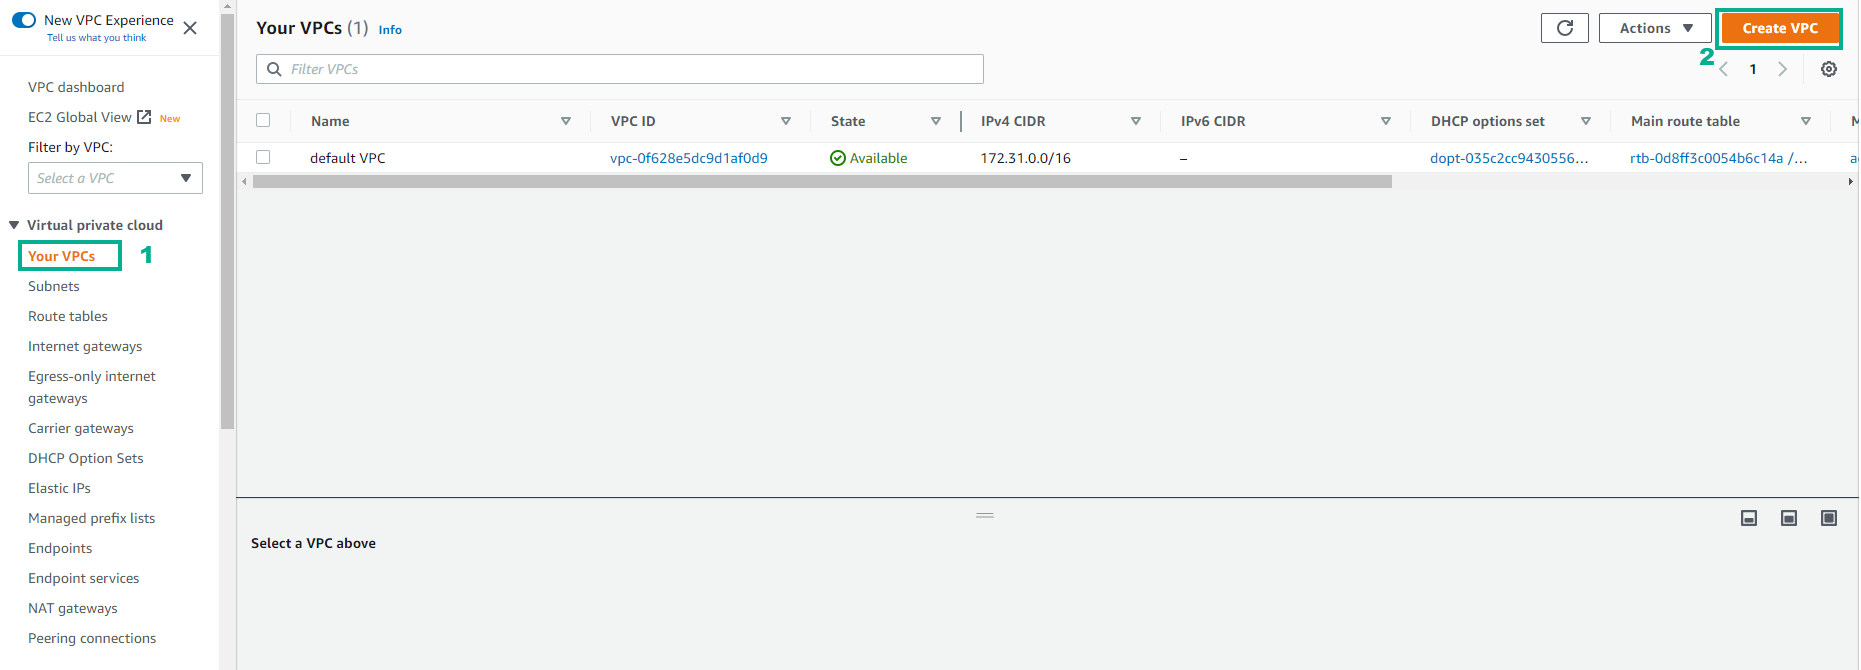 New VPC Experience
Tell us what you think
VPC dashboard
EC2 Global View New
Filter by VPC:
Select a VPC
Virtual private cloud
Your VPCs 1
Subnets
Route tables
Internet gateways
Egress-only internet
gateways
Carrier gateways
DHCP Option Sets
Elastic IPs
Managed prefix lists
Endpoints
Endpoint services
NAT gateways
Peering connections
Your VPCs (1) Info
Actions Create VPC
2
Filter VPCs
1
Name VPC ID State IPv4 CIDR IPv6 CIDR DHCP options set Main route table
default VPC vpc-0f628e5dc9d1af0d9 Available 172.31.0.0/16 – dopt-035c2cc9430556... rtb-0d8ff3c0054b6c14a /...
Select a VPC above